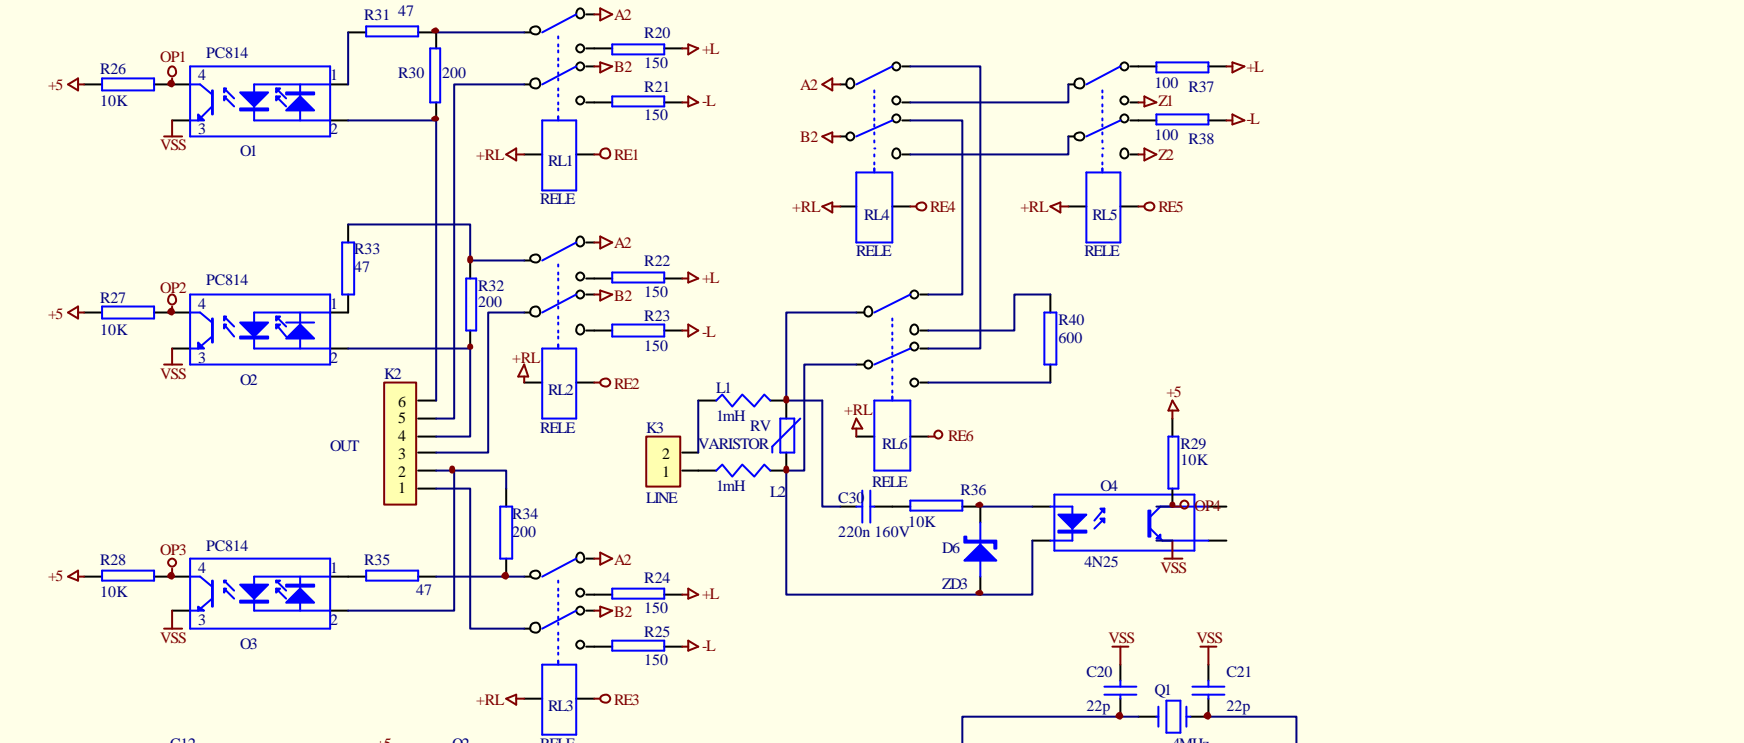 R31 47
A2
OP1
PC814
R20
+L
R26
4
1
R30
200
150
B2
+5
10K
R21
-L
3
2
150
VSS
O1
+RL
RL1
RE1
RELE
A2
+L
100
R37
Z1
B2
-L
100
R38
Z2
+RL
RL4
RE4
RELE
+RL
RL5
RE5
RELE
R33
47
A2
OP2
PC814
R22
+L
R27
4
1
R32
200
150
B2
+5
10K
R23
-L
3
2
150
VSS
O2
+RL
RL2
RE2
RELE
R40
600
K2
6
5
4
3
2
1
OUT
L1
1mH
RV
VARISTOR
K3
2
1
LINE
1mH
L2
+RL
RL6
RE6
RELE
+5
R29
10K
C30
220n 160V
R36
10K
O4
OP4
D6
ZD3
4N25
VSS
R34
200
OP3
PC814
A2
R28
4
1
R35
47
R24
+L
150
B2
+5
10K
R25
-L
3
2
150
VSS
O3
+RL
RL3
RE3
RELE
VSS
VSS
C20
22p
Q1
C21
22p
4MHz
C12
+5